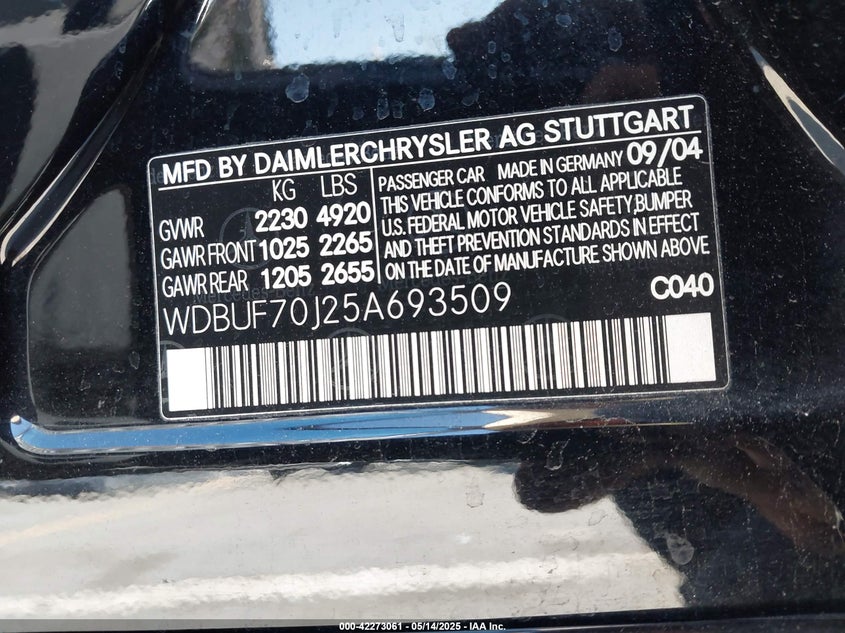 MFD BY DAIMLERCHRYSLER AG STUTTGART
KG LBS
GVWR 2230 4920
GAWR FRONT 1025 2265
GAWR REAR 1205 2655
PASSENGER CAR MADE IN GERMANY 09/04
THIS VEHICLE CONFORMS TO ALL APPLICABLE
U.S. FEDERAL MOTOR VEHICLE SAFETY,BUMPER
AND THEFT PREVENTION STANDARDS IN EFFECT
ON THE DATE OF MANUFACTURE SHOWN ABOVE
WDBUF70J25A693509
C040
000-42273061 - 05/14/2025 - IAA Inc.